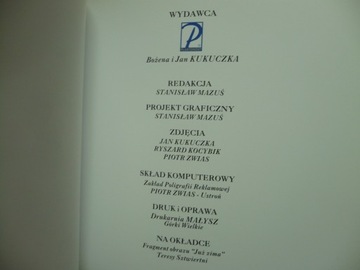 WYDAWCA
P
Bożena i Jan KUKUCZKA
REDAKCJA
STANISŁAW MAZUŚ
PROJEKT GRAFICZNY
STANISŁAW MAZUŚ
ZDJĘCIA
JAN KUKUCZKA
RYSZARD KOCYBIK
PIOTR ZWIAS
SKŁAD KOMPUTEROWY
Zakład Poligrafii Reklamowej
PIOTR ZWIAS - Ustroń
DRUK i OPRAWA
Drukarnia MAŁYSZ
Górki Wielkie
NA OKŁADCE
Fragment obrazu "Już zima"
Teresy Sztwiertni